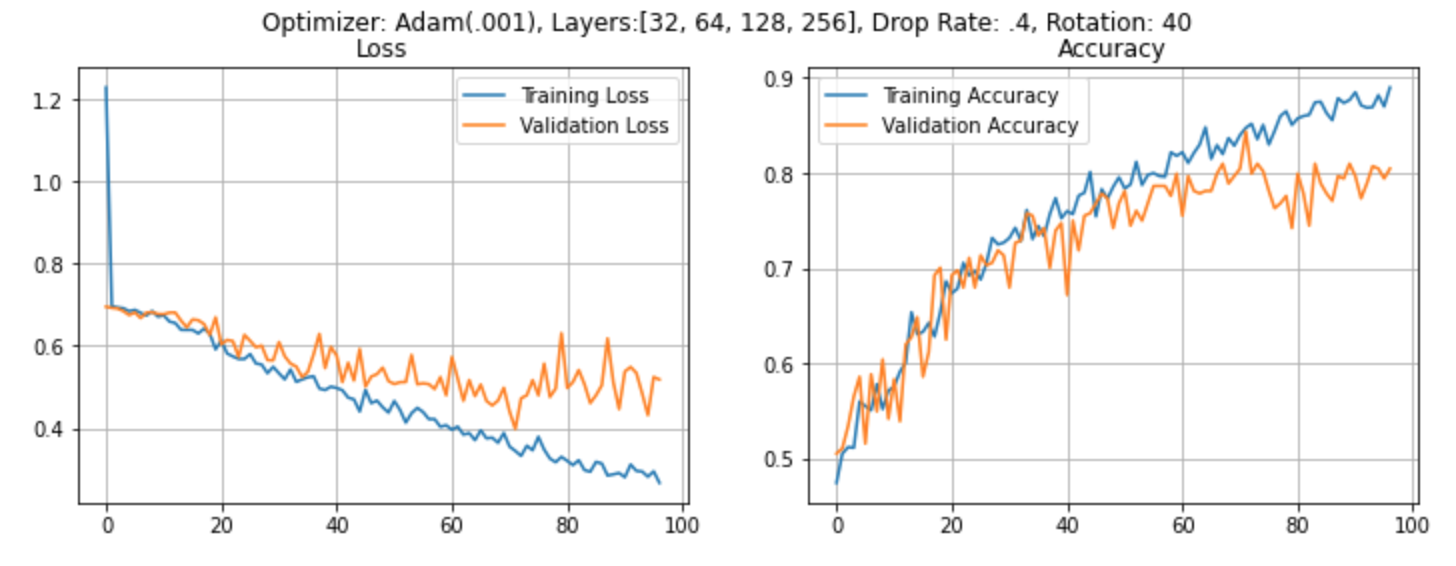 Optimizer: Adam(.001), Layers:[32, 64, 128, 256], Drop Rate: .4, Rotation: 40
Loss
Training Loss
Validation Loss
1.2
1.0
0.8
0.6
0.4
0 20 40 60 80 100
Accuracy
Training Accuracy
Validation Accuracy
0.9
0.8
0.7
0.6
0.5
0 20 40 60 80 100